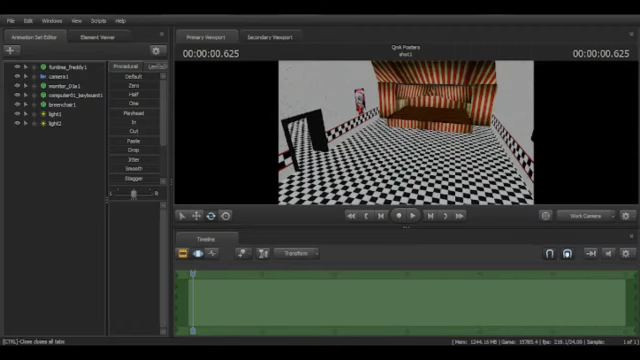 File Edit Windows View Scripts Help
Animation Set Editor Element Viewer
Primary Viewport Secondary Viewport
00:00:00.625
shot1
00:00:00.625
funtime_freddy1
camera1
monitor_01a1
light1
light2
Procedural
Default
Zero
Half
One
Playhead
In
Out
Paste
Drop
Jitter
Smooth
Stagger
Work Camera
Timeline
Transform